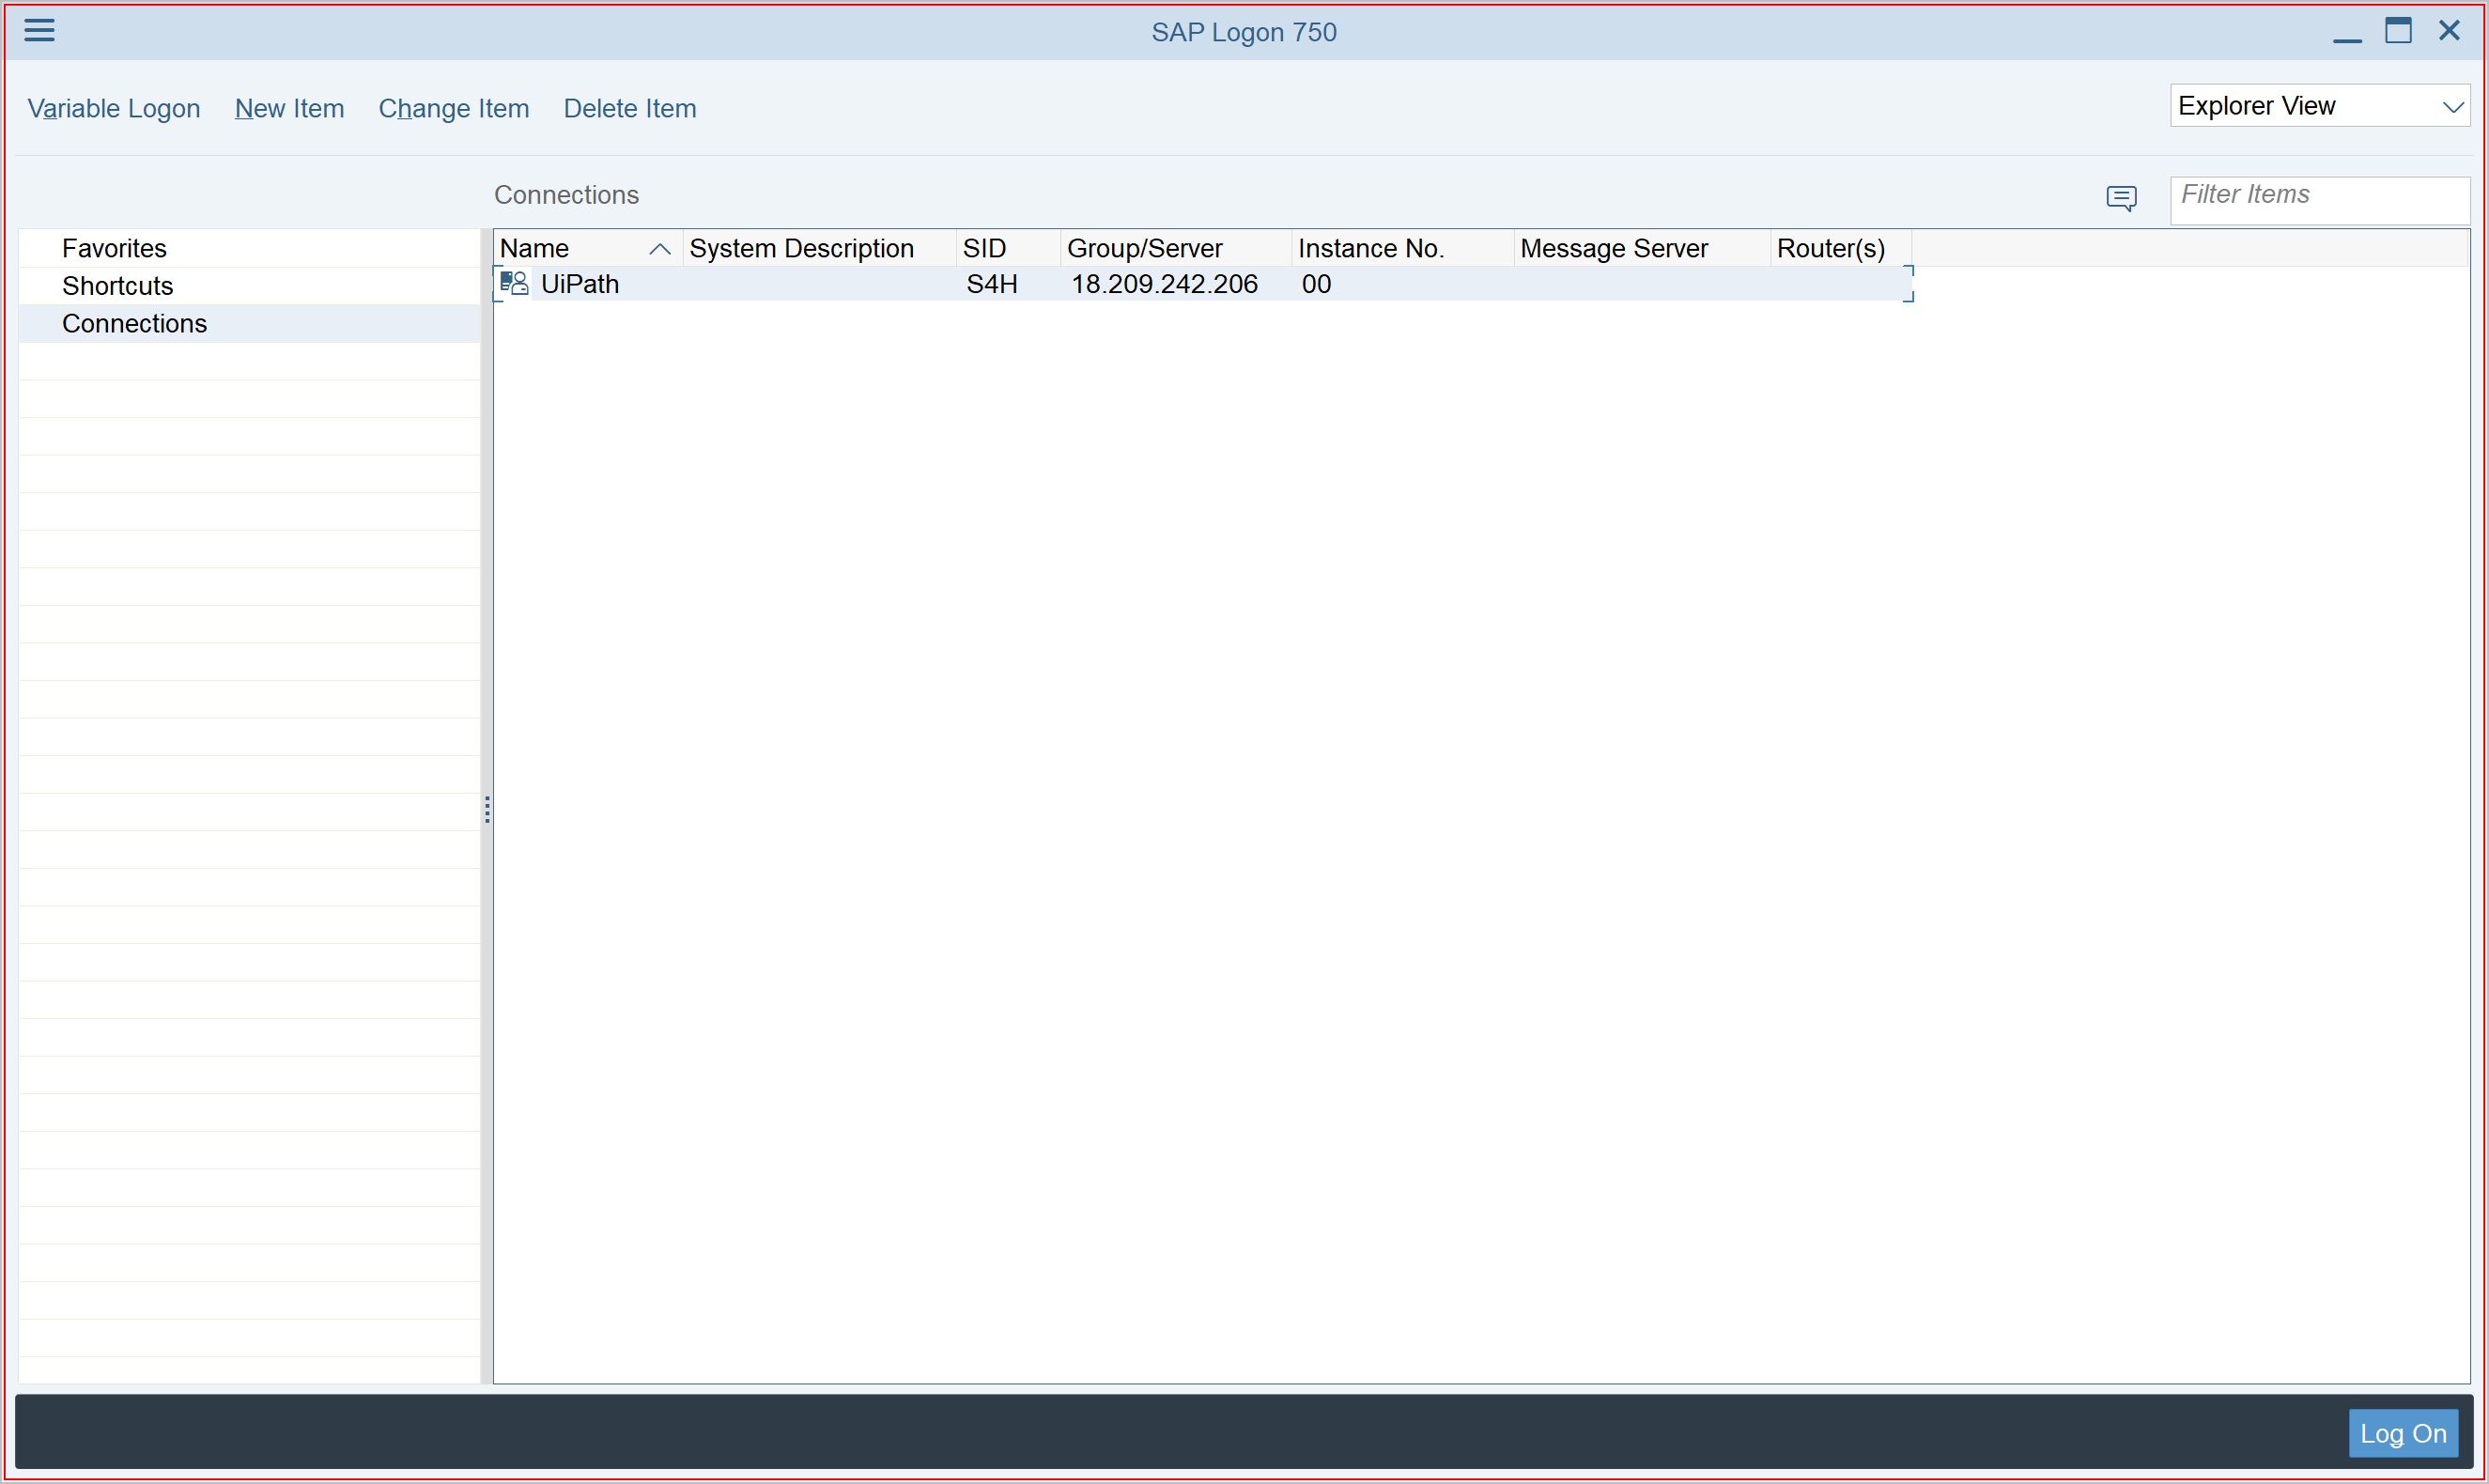 SAP Logon 750
Variable Logon New Item Change Item Delete Item
Explorer View
Connections
Filter Items
Favorites
Shortcuts
Connections
Name System Description SID Group/Server Instance No. Message Server Router(s)
UiPath S4H 18.209.242.206 00
Log On